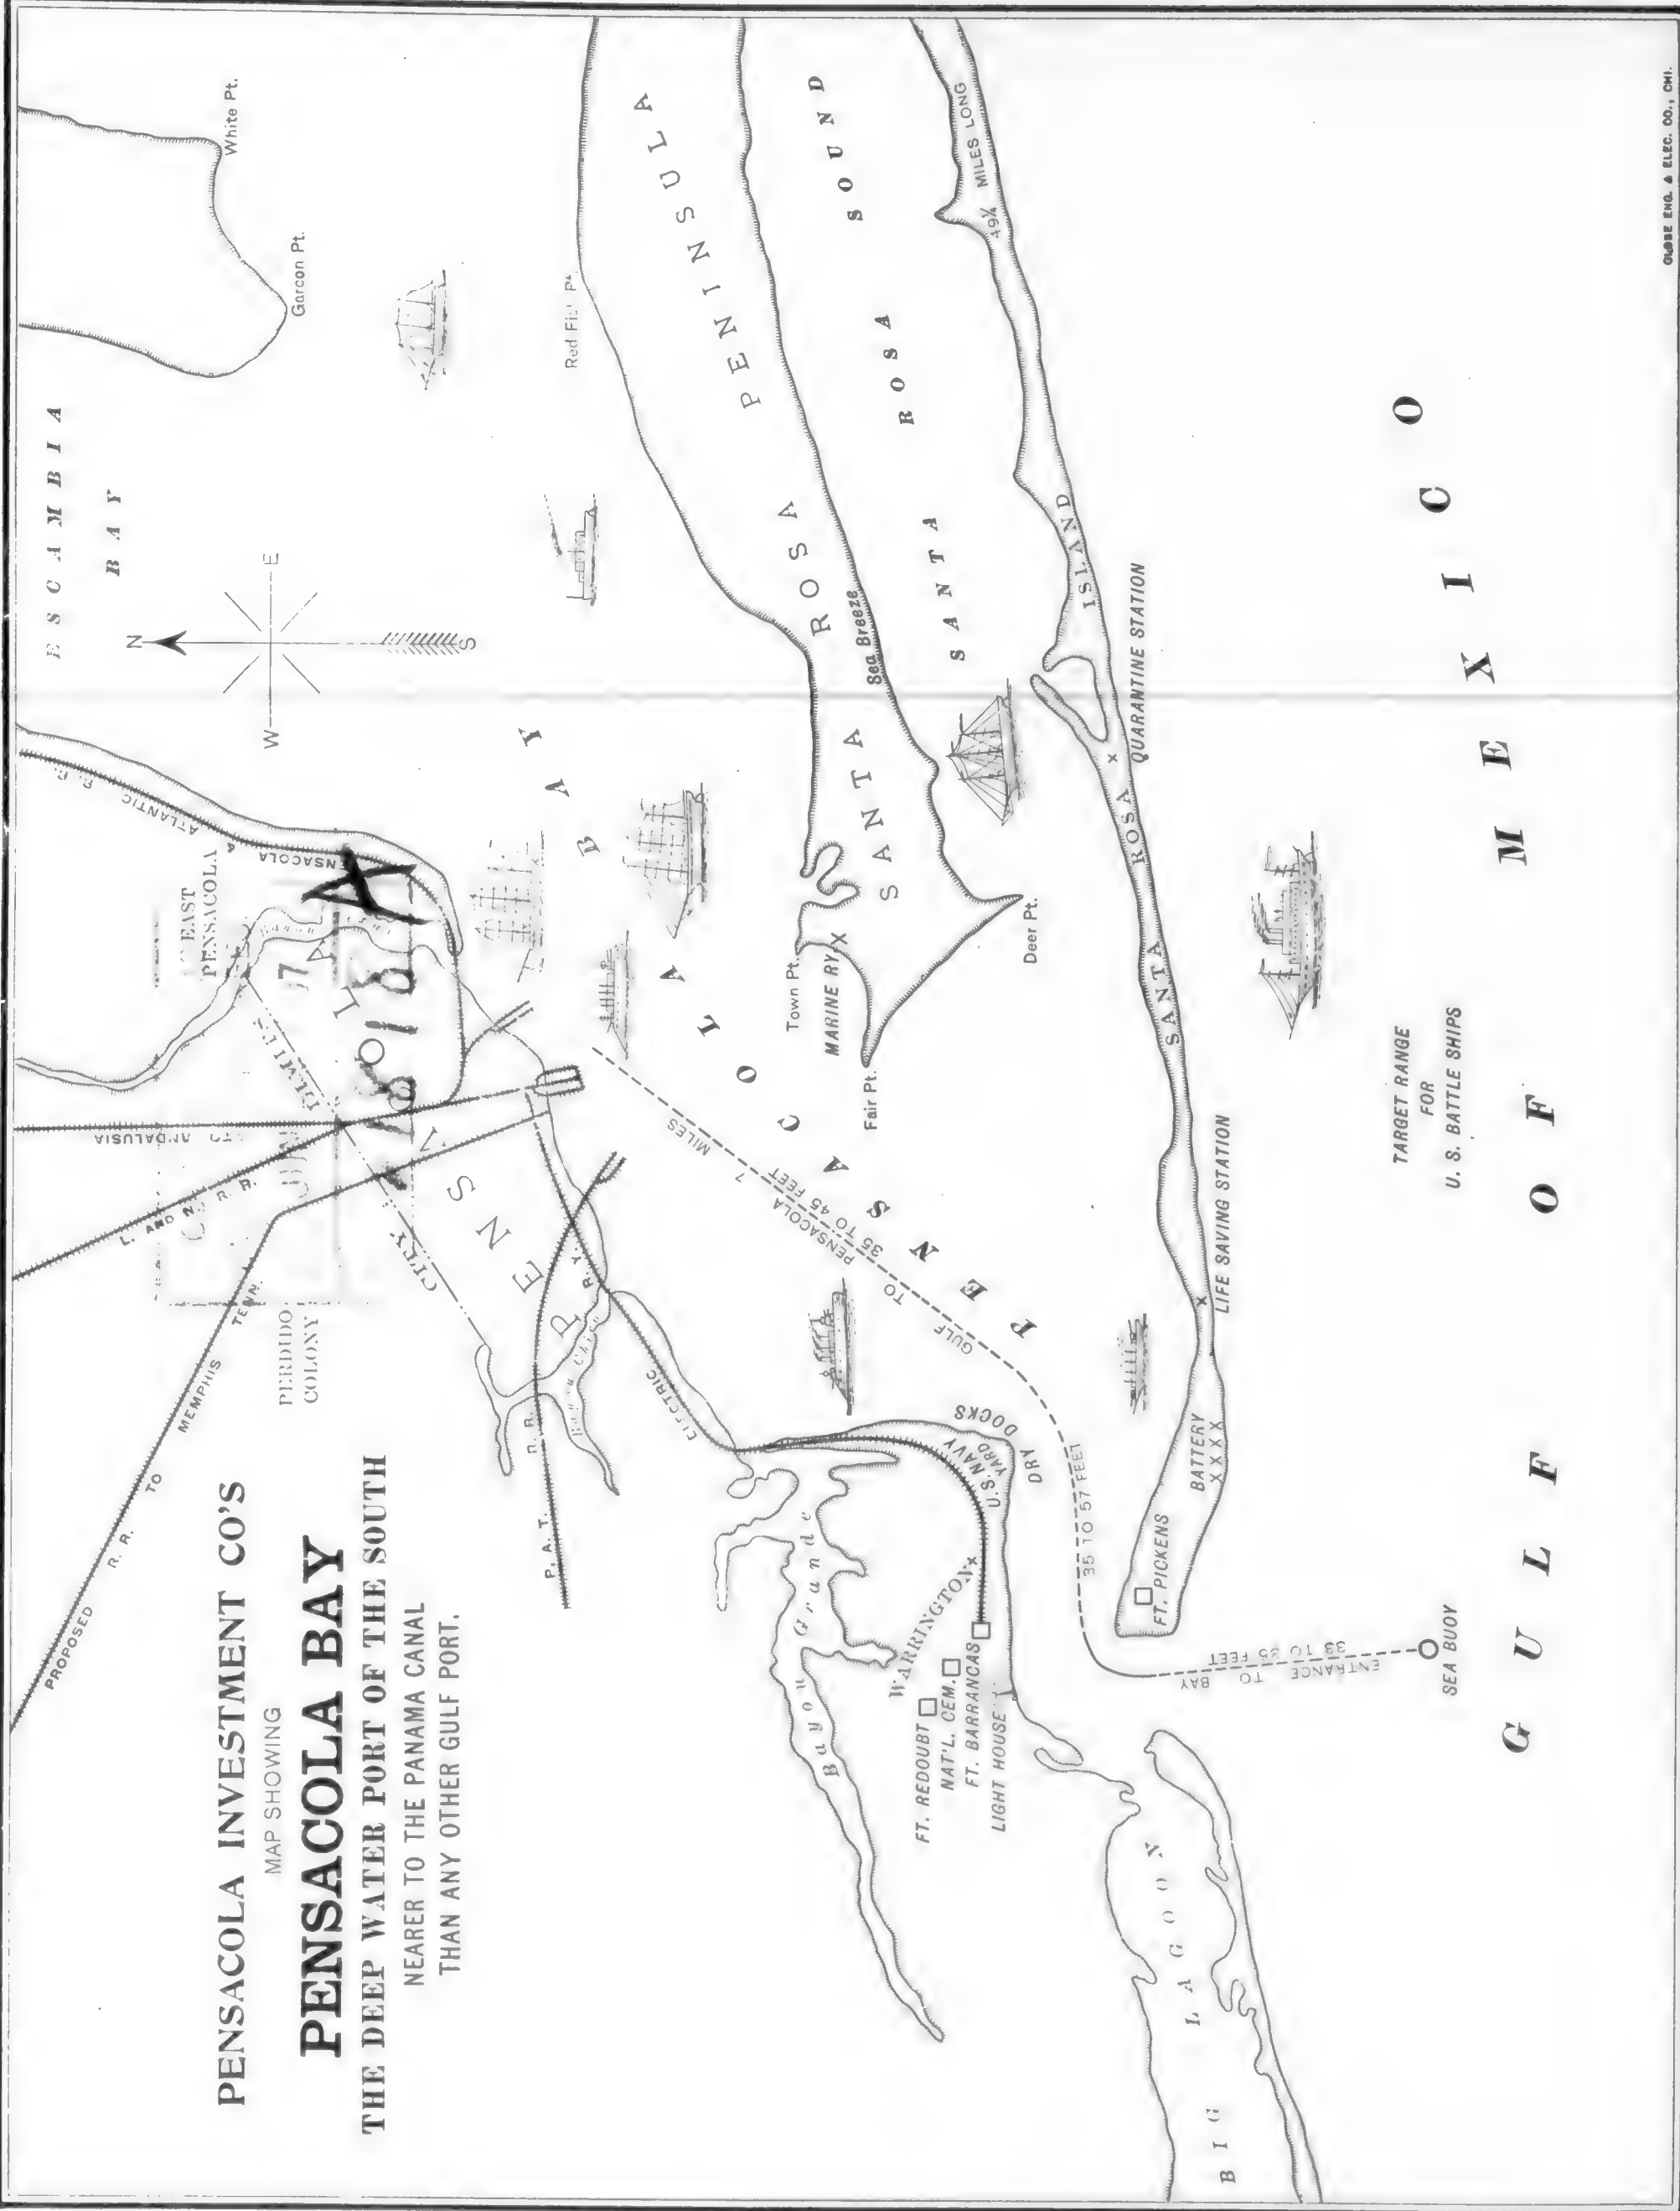 PENSACOLA INVESTMENT CO'S
MAP SHOWING
PENSACOLA BAY
THE DEEP WATER PORT OF THE SOUTH
NEARER TO THE PANAMA CANAL
THAN ANY OTHER GULF PORT.
PROPOSED R. R. TO MEMPHIS TENN.
L. AND N. R. R.
TO ANDALUSIA
ATLANTIC R. R.
PERDIDO
COLONY
EAST
PENSACOLA
CITY LIMITS
PENSACOLA
P. A. T. R. R.
ELECTRIC R. Y.
ESCAMBIA
BAY
N
W
E
S
White Pt.
Garcon Pt.
PENSACOLA BAY
SANTA ROSA PENINSULA
Sea Breeze
Town Pt.
MARINE RY X
Fair Pt.
Deer Pt.
SANTA ROSA SOUND
SANTA ROSA ISLAND
49¼ MILES LONG
X
QUARANTINE STATION
X
LIFE SAVING STATION
BATTERY
X X X X
FT. PICKENS
GULF TO PENSACOLA 7 MILES
35 TO 45 FEET
35 TO 57 FEET
ENTRANCE TO BAY
33 TO 35 FEET
SEA BUOY
U.S. NAVY
YARD
DRY DOCKS
Bayou Grande
WARRINGTON X
FT. REDOUBT
NAT'L. CEM.
FT. BARRANCAS
LIGHT HOUSE
BIG LAGOON
TARGET RANGE
FOR
U. S. BATTLE SHIPS
GULF OF MEXICO
GLOBE ENG. & ELEC. CO., CHI.